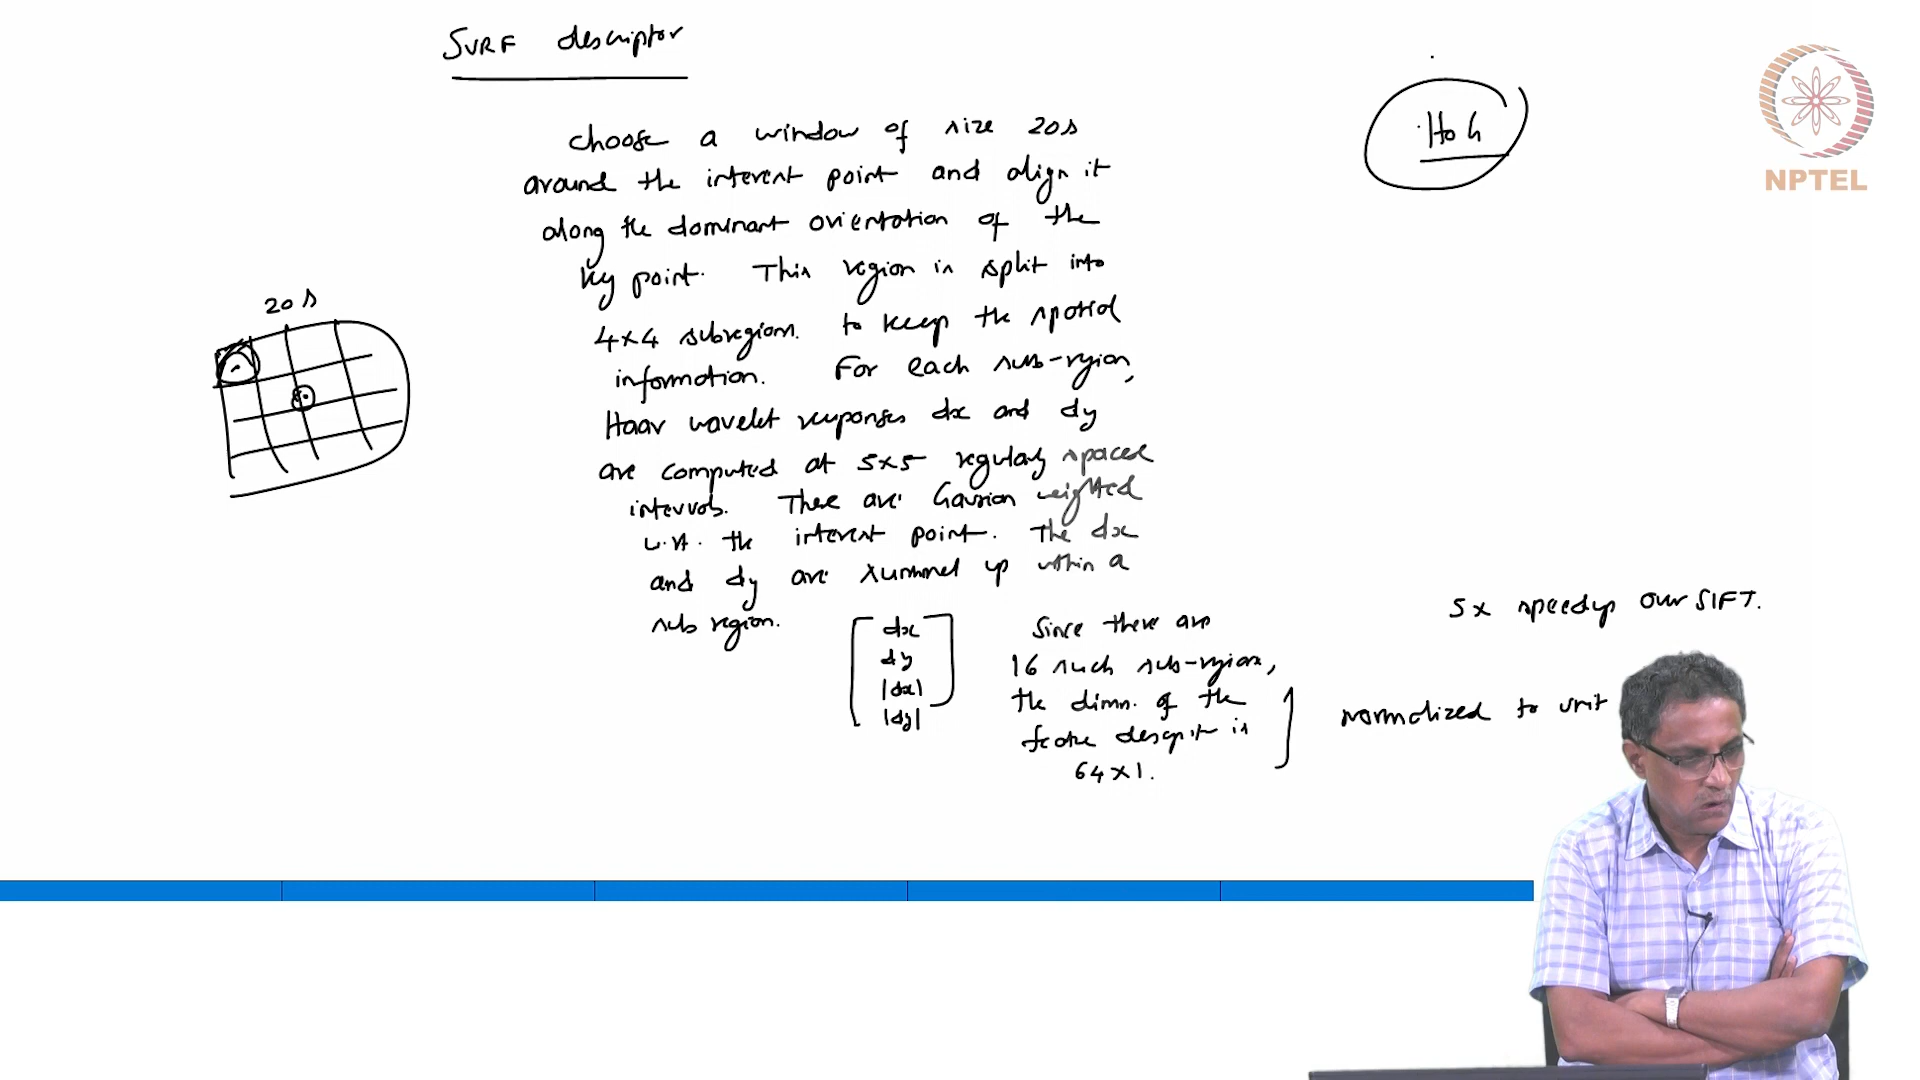 SURF descriptor
HoG
NPTEL
choose a window of size 20s
around the interest point and align it
along the dominant orientation of the
key point. This region is split into
4x4 subregions. to keep the spatial
information. For each sub-region,
20 s
Haar wavelet responses dx and dy
are computed at 5x5 regularly spaced
intervals. These are Gaussian weighted
w.r.t. the interest point. The dx
and dy are summed up within a
sub region.
dx
dy
|dx|
|dy|
Since there are
16 such sub-regions,
the dimn. of the
feature descript is
64x1.
5x speedup over SIFT.
normalized to unit